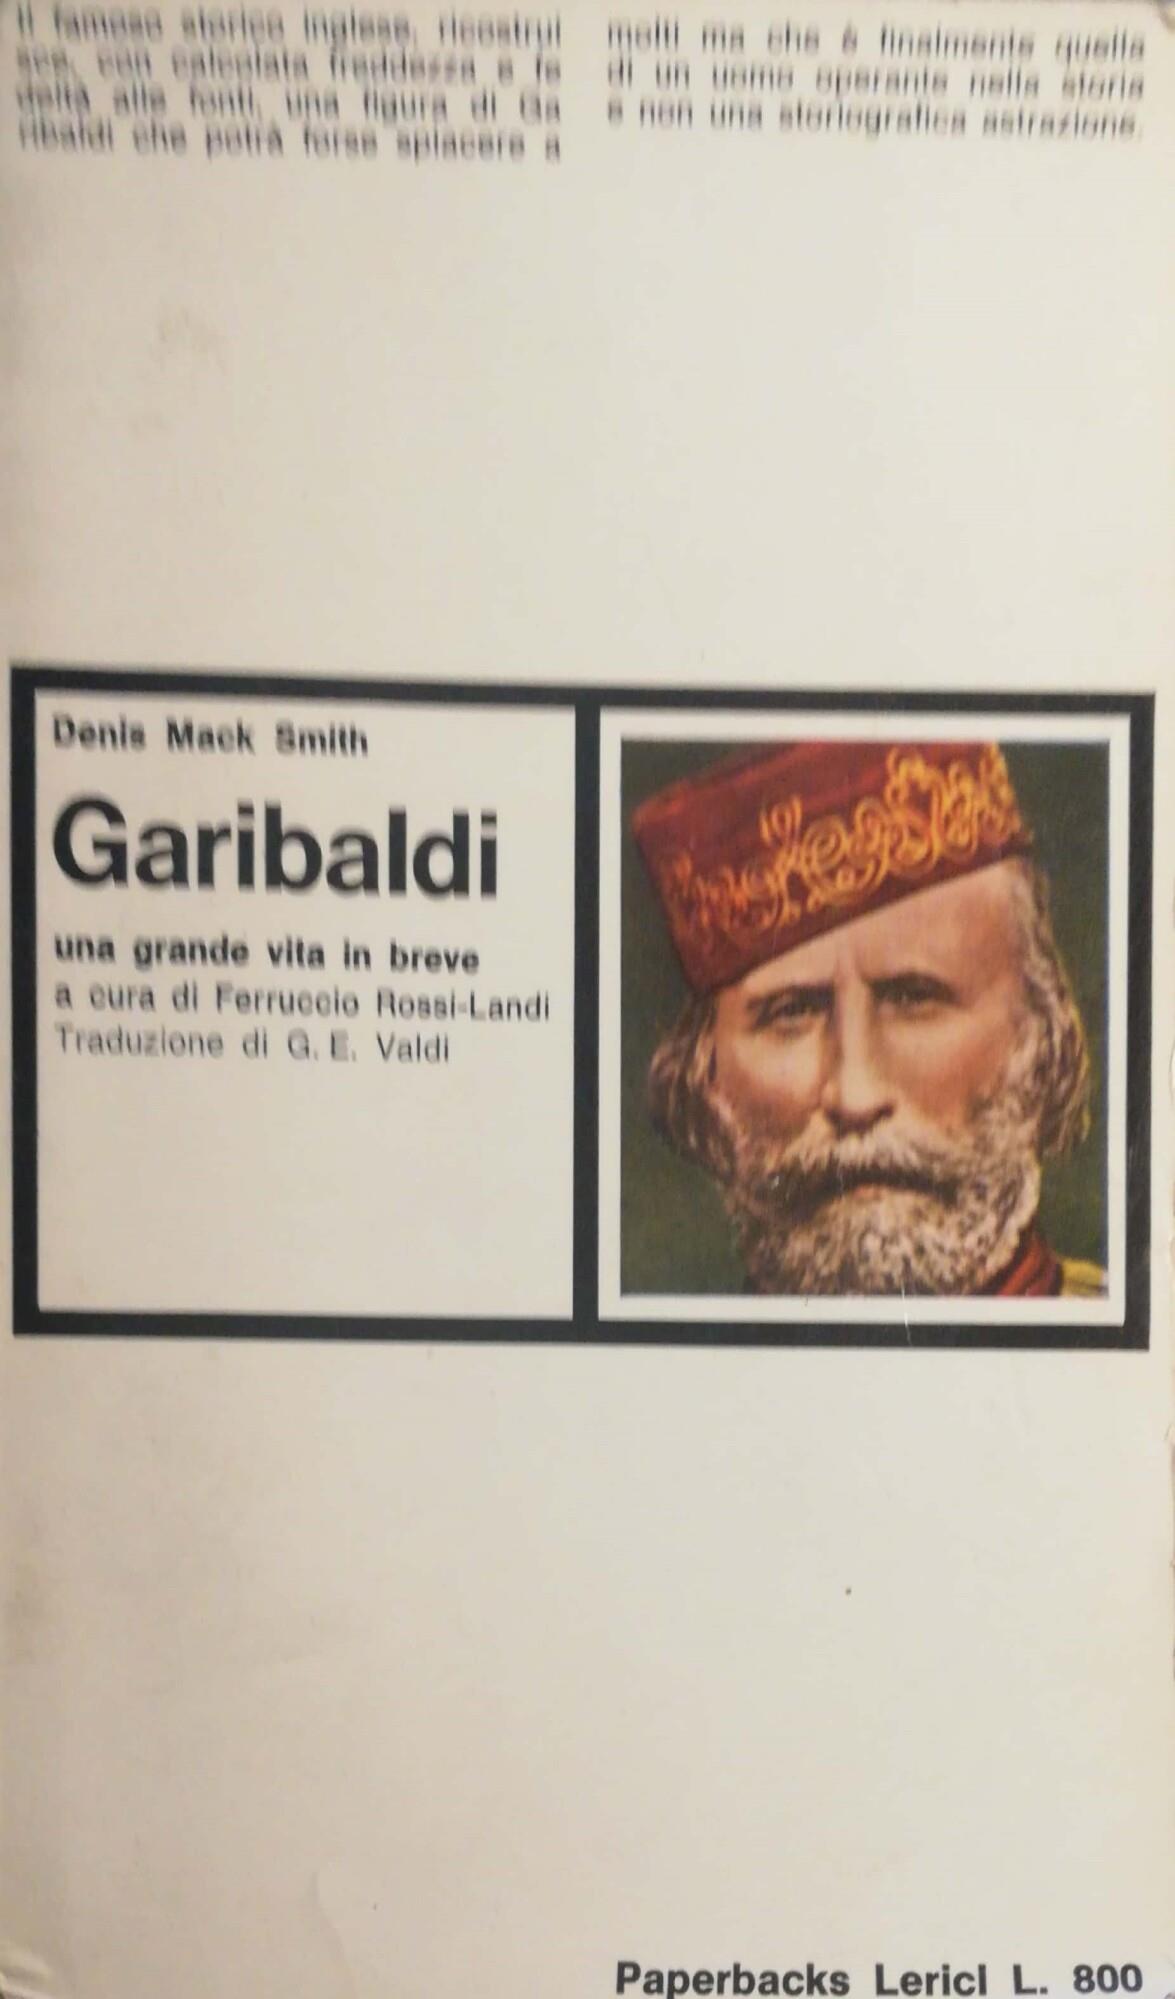 Il famoso storico inglese, ricostrui
sce, con calcolata freddezza e fe
deltà alle fonti, una figura di Ga
ribaldi che potrà forse spiacere a
molti ma che è finalmente quella
di un uomo operante nella storia
e non una storiografica astrazione.
Denis Mack Smith
Garibaldi
una grande vita in breve
a cura di Ferruccio Rossi-Landi
Traduzione di G. E. Valdi
Paperbacks Lerici L. 800